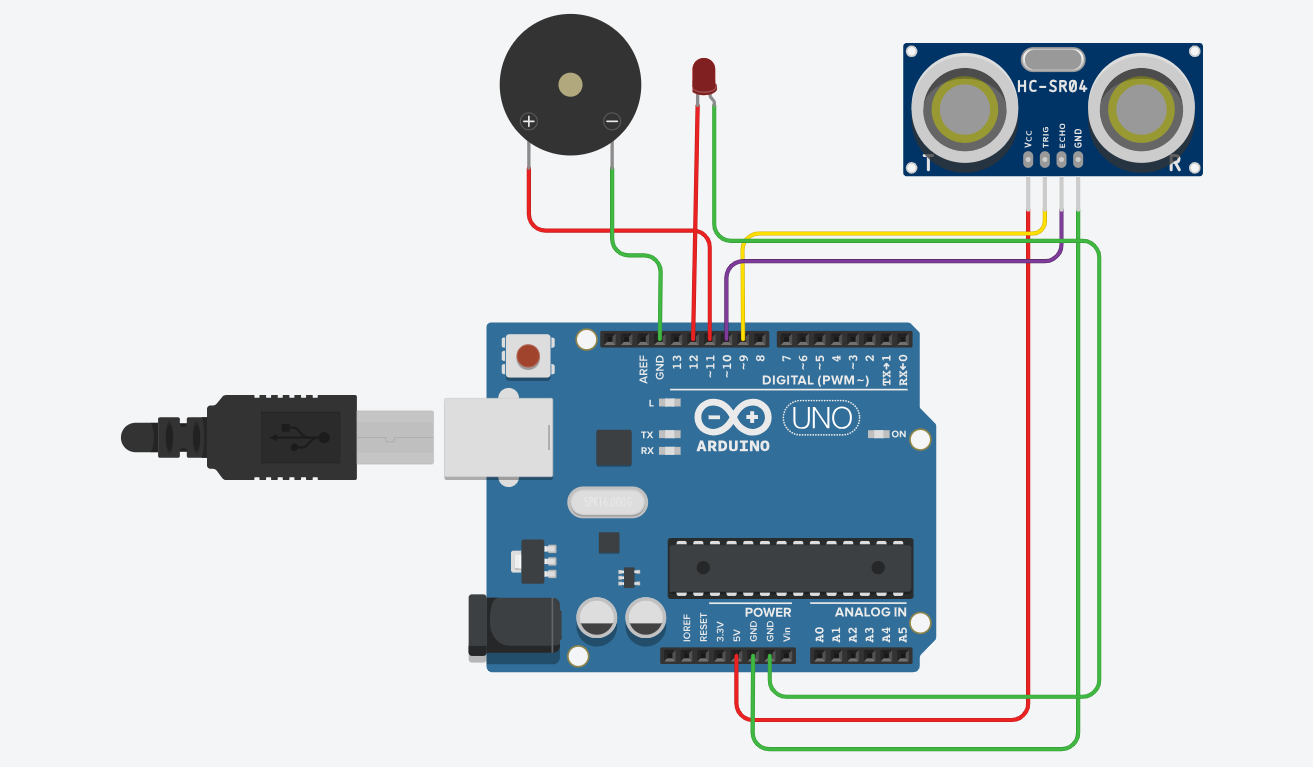 HC-SR04
VCC
TRIG
ECHO
GND
T
R
AREF
GND
13
12
~11
~10
~9
8
7
~6
~5
4
~3
2
TX→1
RX←0
DIGITAL (PWM~)
L
TX
RX
ARDUINO
UNO
ON
SPK16.000G
POWER
ANALOG IN
IOREF
RESET
3.3V
5V
GND
GND
Vin
A0
A1
A2
A3
A4
A5